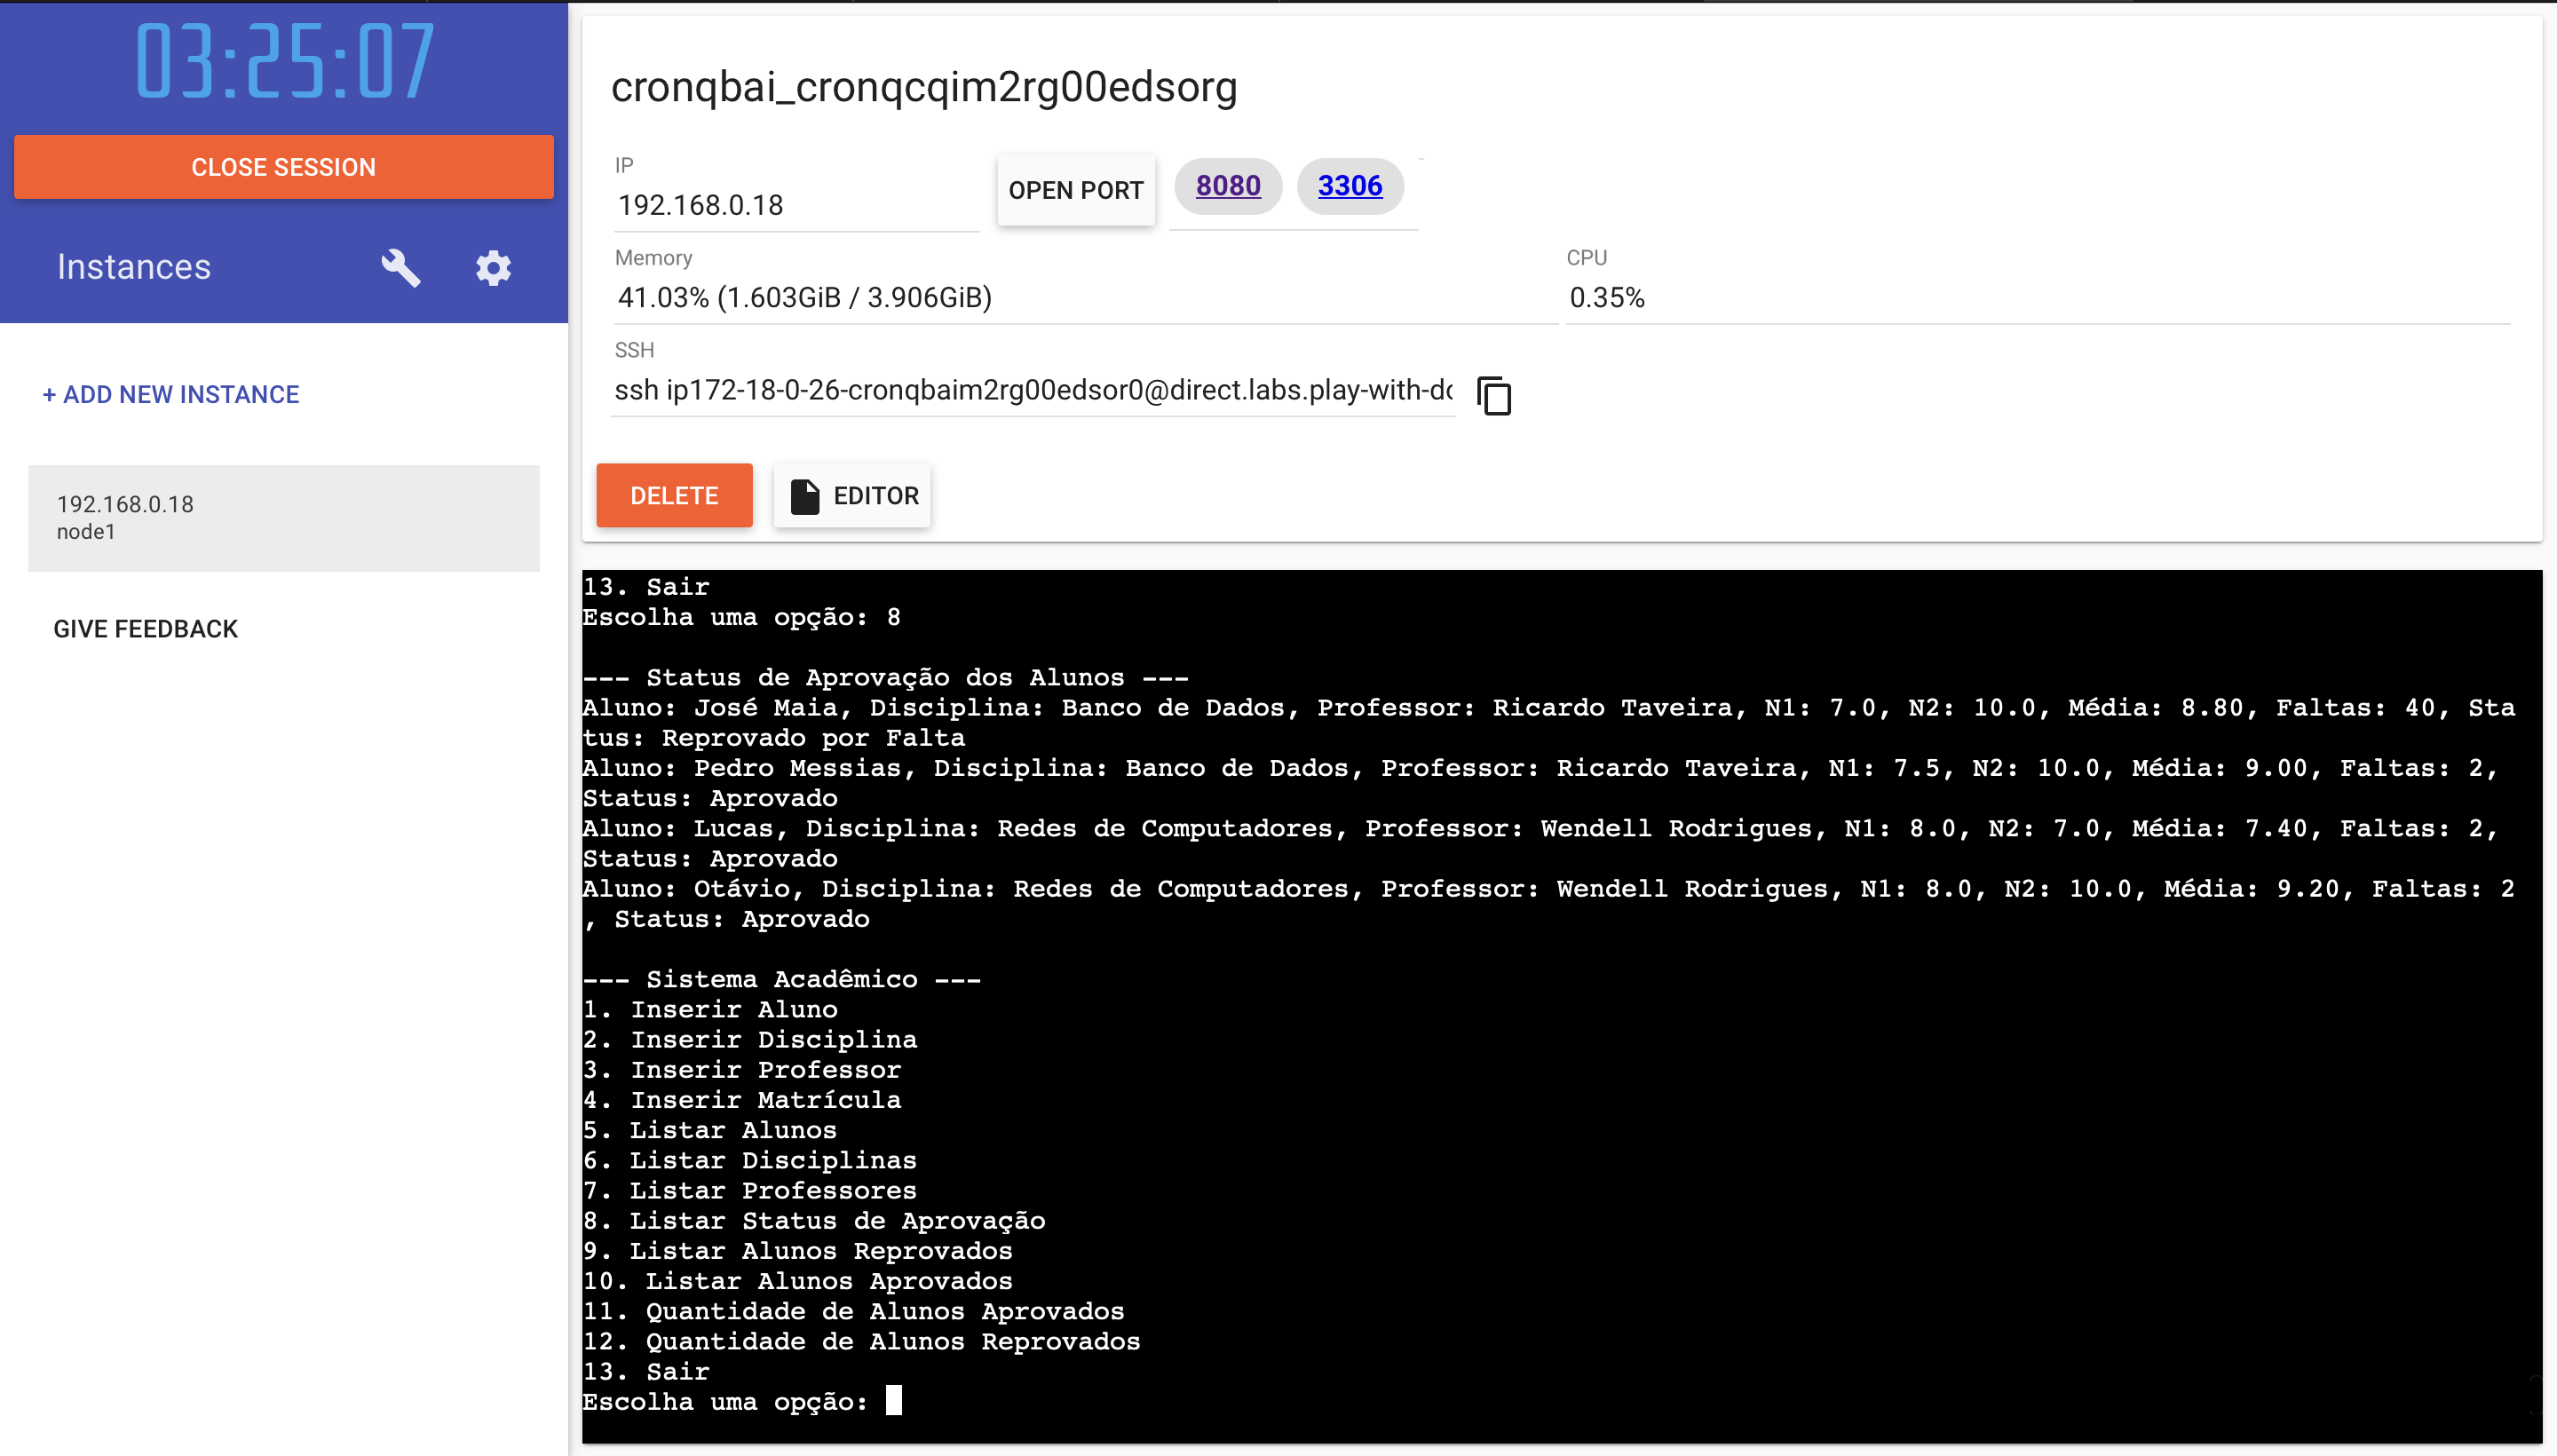 03:25:07
CLOSE SESSION
Instances
+ ADD NEW INSTANCE
192.168.0.18
node1
GIVE FEEDBACK
cronqbai_cronqcqim2rg00edsorg
IP
192.168.0.18
OPEN PORT
8080
3306
Memory
41.03% (1.603GiB / 3.906GiB)
CPU
0.35%
SSH
ssh ip172-18-0-26-cronqbaim2rg00edsor0@direct.labs.play-with-dc
DELETE
EDITOR
13. Sair
Escolha uma opção: 8
--- Status de Aprovação dos Alunos ---
Aluno: José Maia, Disciplina: Banco de Dados, Professor: Ricardo Taveira, N1: 7.0, N2: 10.0, Média: 8.80, Faltas: 40, Sta
tus: Reprovado por Falta
Aluno: Pedro Messias, Disciplina: Banco de Dados, Professor: Ricardo Taveira, N1: 7.5, N2: 10.0, Média: 9.00, Faltas: 2,
Status: Aprovado
Aluno: Lucas, Disciplina: Redes de Computadores, Professor: Wendell Rodrigues, N1: 8.0, N2: 7.0, Média: 7.40, Faltas: 2,
Status: Aprovado
Aluno: Otávio, Disciplina: Redes de Computadores, Professor: Wendell Rodrigues, N1: 8.0, N2: 10.0, Média: 9.20, Faltas: 2
, Status: Aprovado
--- Sistema Acadêmico ---
1. Inserir Aluno
2. Inserir Disciplina
3. Inserir Professor
4. Inserir Matrícula
5. Listar Alunos
6. Listar Disciplinas
7. Listar Professores
8. Listar Status de Aprovação
9. Listar Alunos Reprovados
10. Listar Alunos Aprovados
11. Quantidade de Alunos Aprovados
12. Quantidade de Alunos Reprovados
13. Sair
Escolha uma opção: